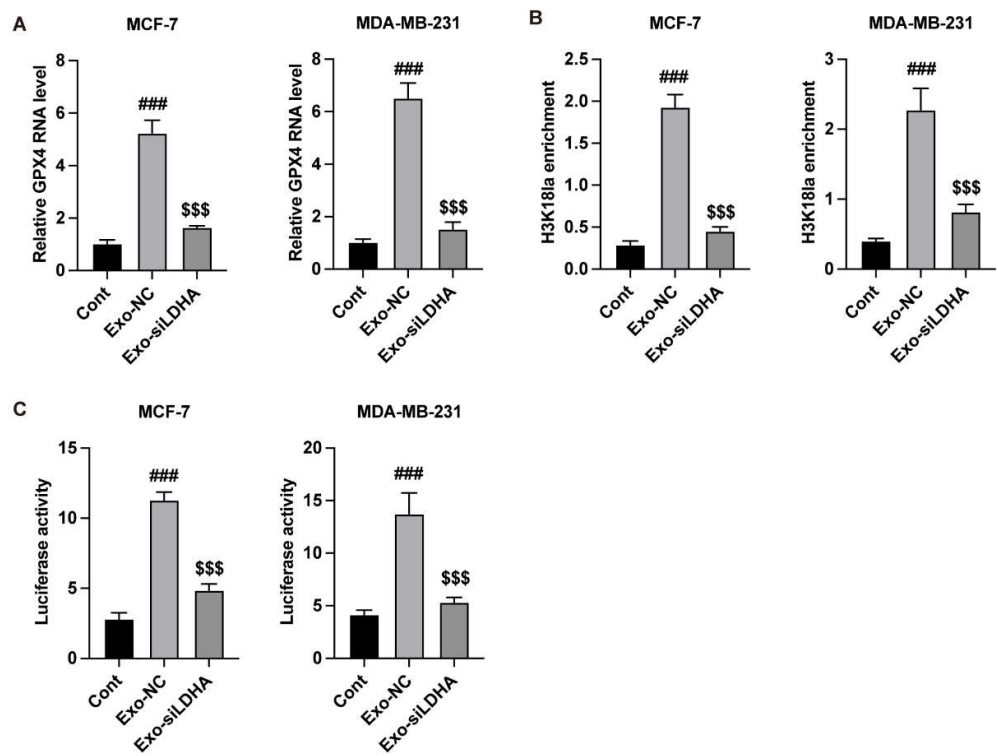 A
MCF-7
Relative GPX4 RNA level
8
6
4
2
0
###
$$$
Cont
Exo-NC
Exo-siLDHA
MDA-MB-231
Relative GPX4 RNA level
8
6
4
2
0
###
$$$
Cont
Exo-NC
Exo-siLDHA
B
MCF-7
H3K18la enrichment
2.5
2.0
1.5
1.0
0.5
0.0
###
$$$
Cont
Exo-NC
Exo-siLDHA
MDA-MB-231
H3K18la enrichment
3
2
1
0
###
$$$
Cont
Exo-NC
Exo-siLDHA
C
MCF-7
Luciferase activity
15
10
5
0
###
$$$
Cont
Exo-NC
Exo-siLDHA
MDA-MB-231
Luciferase activity
20
15
10
5
0
###
$$$
Cont
Exo-NC
Exo-siLDHA